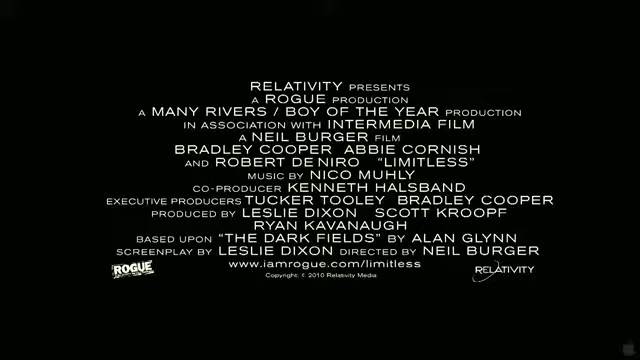 RELATIVITY PRESENTS
A ROGUE PRODUCTION
A MANY RIVERS / BOY OF THE YEAR PRODUCTION
IN ASSOCIATION WITH INTERMEDIA FILM
A NEIL BURGER FILM
BRADLEY COOPER ABBIE CORNISH
AND ROBERT DE NIRO "LIMITLESS"
MUSIC BY NICO MUHLY
CO-PRODUCER KENNETH HALSBAND
EXECUTIVE PRODUCERS TUCKER TOOLEY BRADLEY COOPER
PRODUCED BY LESLIE DIXON SCOTT KROOPF
RYAN KAVANAUGH
BASED UPON "THE DARK FIELDS" BY ALAN GLYNN
SCREENPLAY BY LESLIE DIXON DIRECTED BY NEIL BURGER
ROGUE www.iamrogue.com/limitless RELATIVITY
Copyright: © 2010 Relativity Media